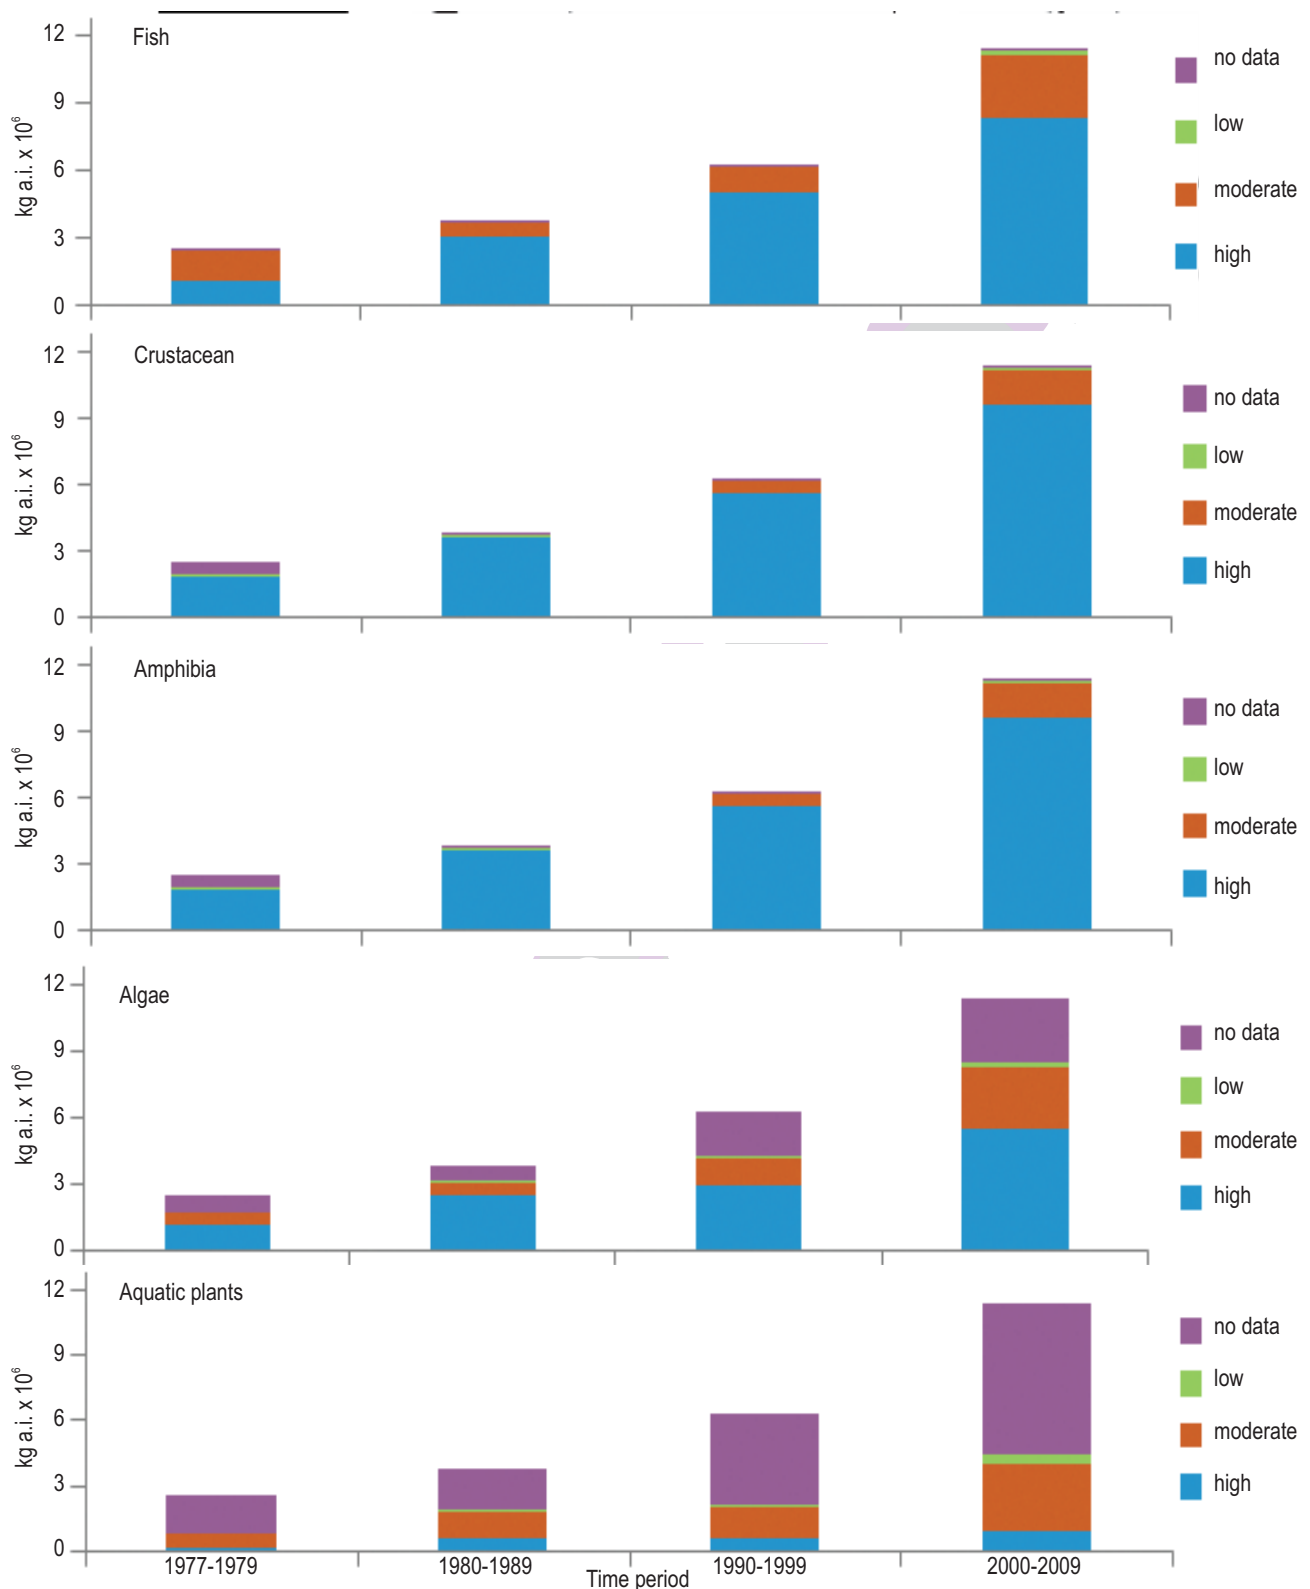 Fish
12
9
6
3
0
kg a.i. x 10⁶
no data
low
moderate
high
Crustacean
12
9
6
3
0
kg a.i. x 10⁶
no data
low
moderate
high
Amphibia
12
9
6
3
0
kg a.i. x 10⁶
no data
low
moderate
high
Algae
12
9
6
3
0
kg a.i. x 10⁶
no data
low
moderate
high
Aquatic plants
12
9
6
3
0
kg a.i. x 10⁶
no data
low
moderate
high
1977-1979 1980-1989 1990-1999 2000-2009
Time period